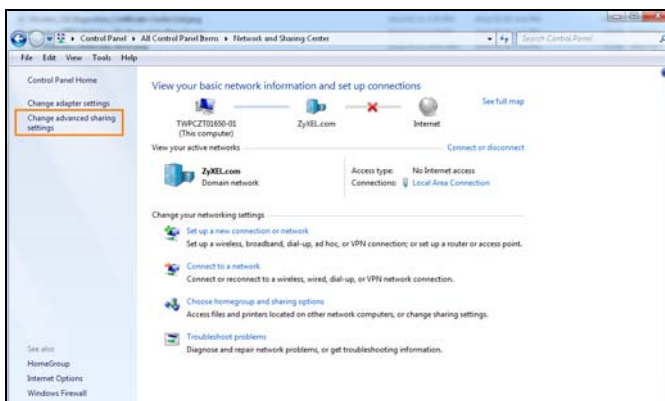 Control Panel ▸ All Control Panel Items ▸ Network and Sharing Center
Search Control Panel
File Edit View Tools Help
Control Panel Home
Change adapter settings
Change advanced sharing
settings
See also
HomeGroup
Internet Options
Windows Firewall
View your basic network information and set up connections
TWPCZT01650-01
(This computer)
ZyXEL.com
Internet
See full map
View your active networks
Connect or disconnect
ZyXEL.com
Domain network
Access type: No Internet access
Connections: Local Area Connection
Change your networking settings
Set up a new connection or network
Set up a wireless, broadband, dial-up, ad hoc, or VPN connection; or set up a router or access point.
Connect to a network
Connect or reconnect to a wireless, wired, dial-up, or VPN network connection.
Choose homegroup and sharing options
Access files and printers located on other network computers, or change sharing settings.
Troubleshoot problems
Diagnose and repair network problems, or get troubleshooting information.